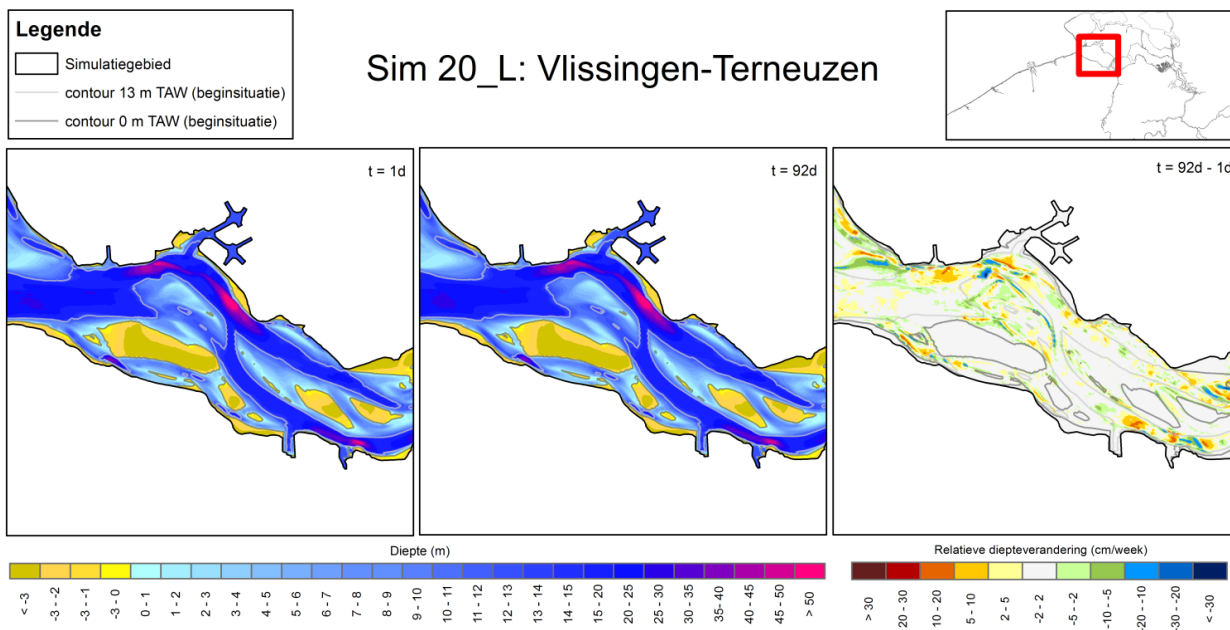 Legende
Simulatiegebied
contour 13 m TAW (beginsituatie)
contour 0 m TAW (beginsituatie)
Sim 20_L: Vlissingen-Terneuzen
t = 1d
t = 92d
t = 92d - 1d
Diepte (m)
< -3
-3 - -2
-3 - -1
-3 - 0
0 - 1
1 - 2
2 - 3
3 - 4
4 - 5
5 - 6
6 - 7
7 - 8
8 - 9
9 - 10
10 - 11
11 - 12
12 - 13
13 - 14
14 - 15
15 - 20
20 - 25
25 - 30
30 - 35
35- 40
40 - 45
45 - 50
> 50
Relatieve diepteverandering (cm/week)
> 30
20 - 30
10 - 20
5 - 10
2 - 5
-2 - 2
-5 - -2
-10 - -5
-20 - -10
-30 - -20
< -30